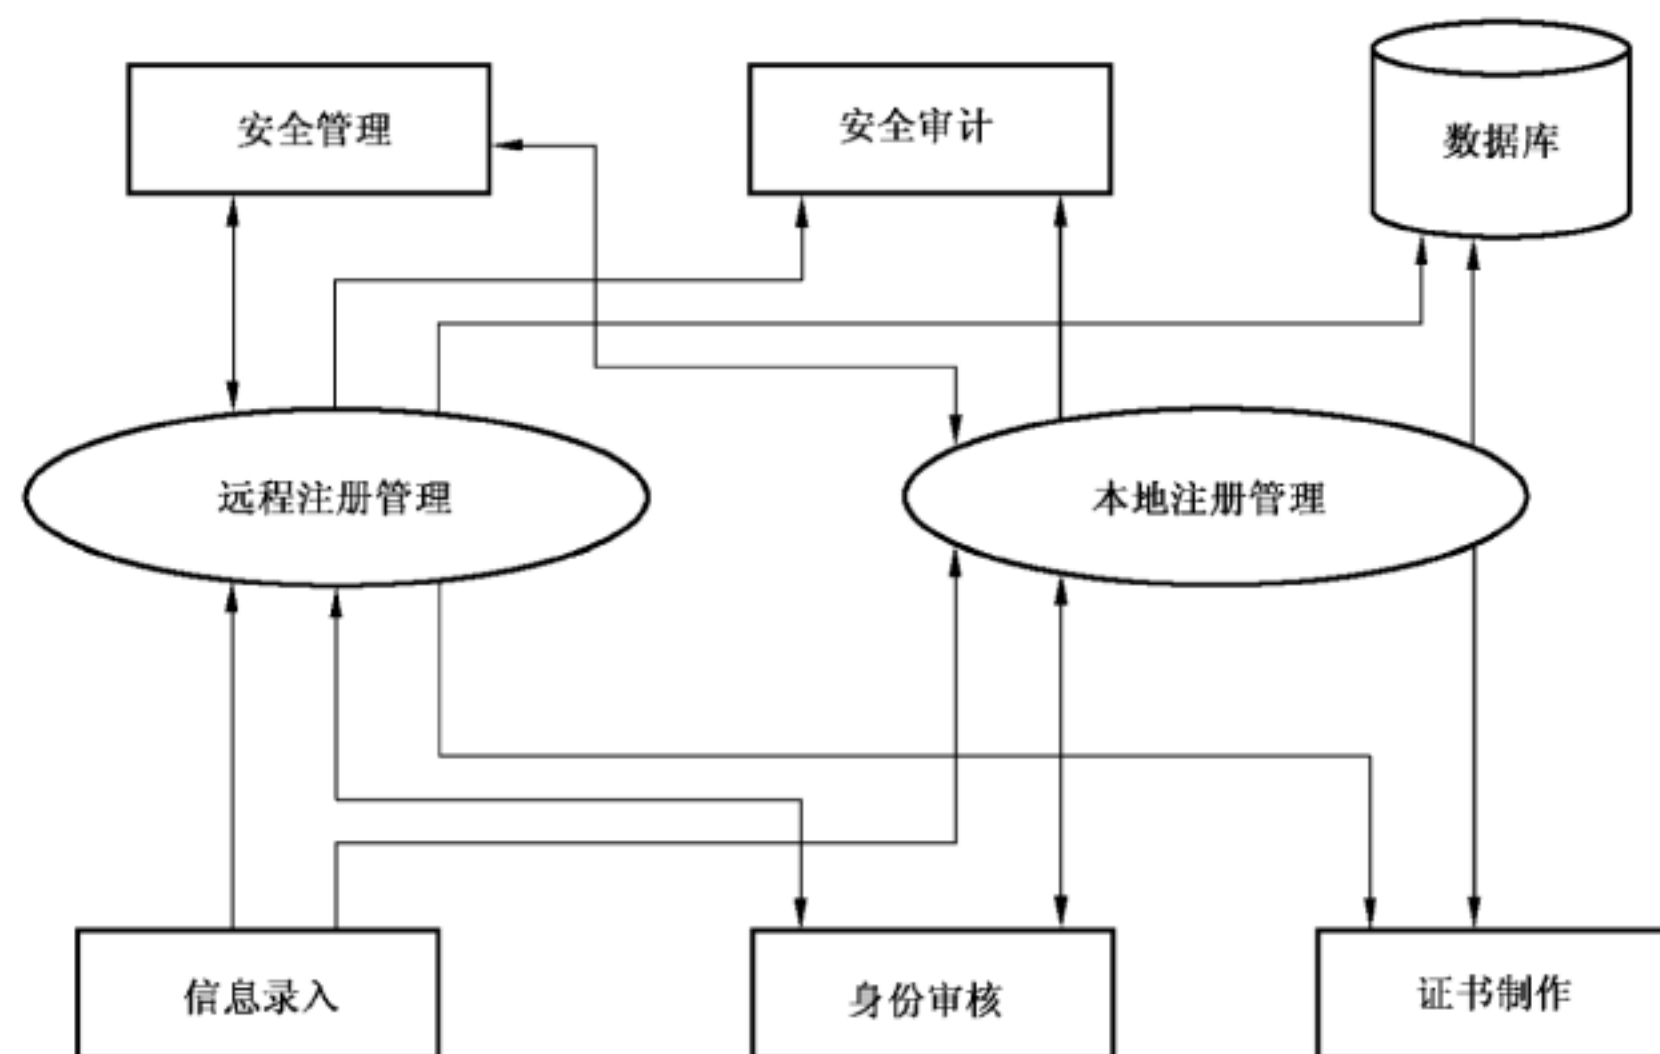 安全管理
安全审计
数据库
远程注册管理
本地注册管理
信息录入
身份审核
证书制作